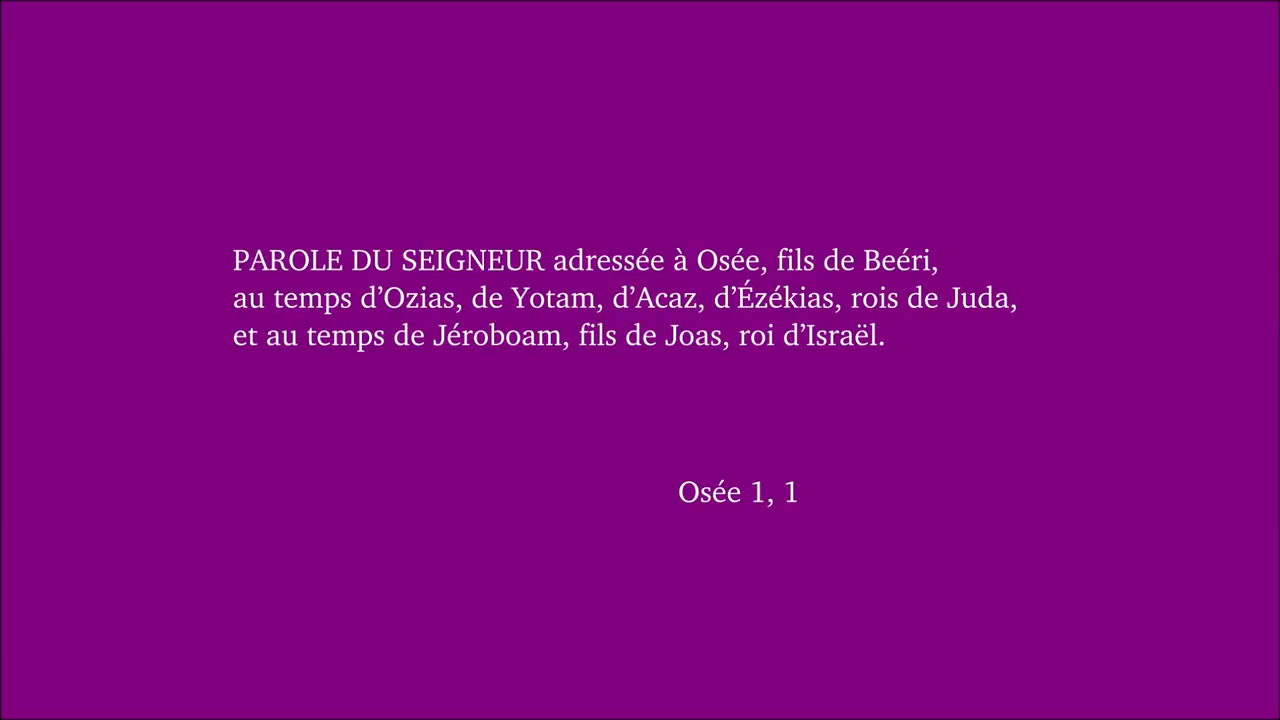 PAROLE DU SEIGNEUR adressée à Osée, fils de Beéri,
au temps d’Ozias, de Yotam, d’Acaz, d’Ézékias, rois de Juda,
et au temps de Jéroboam, fils de Joas, roi d’Israël.
Osée 1, 1